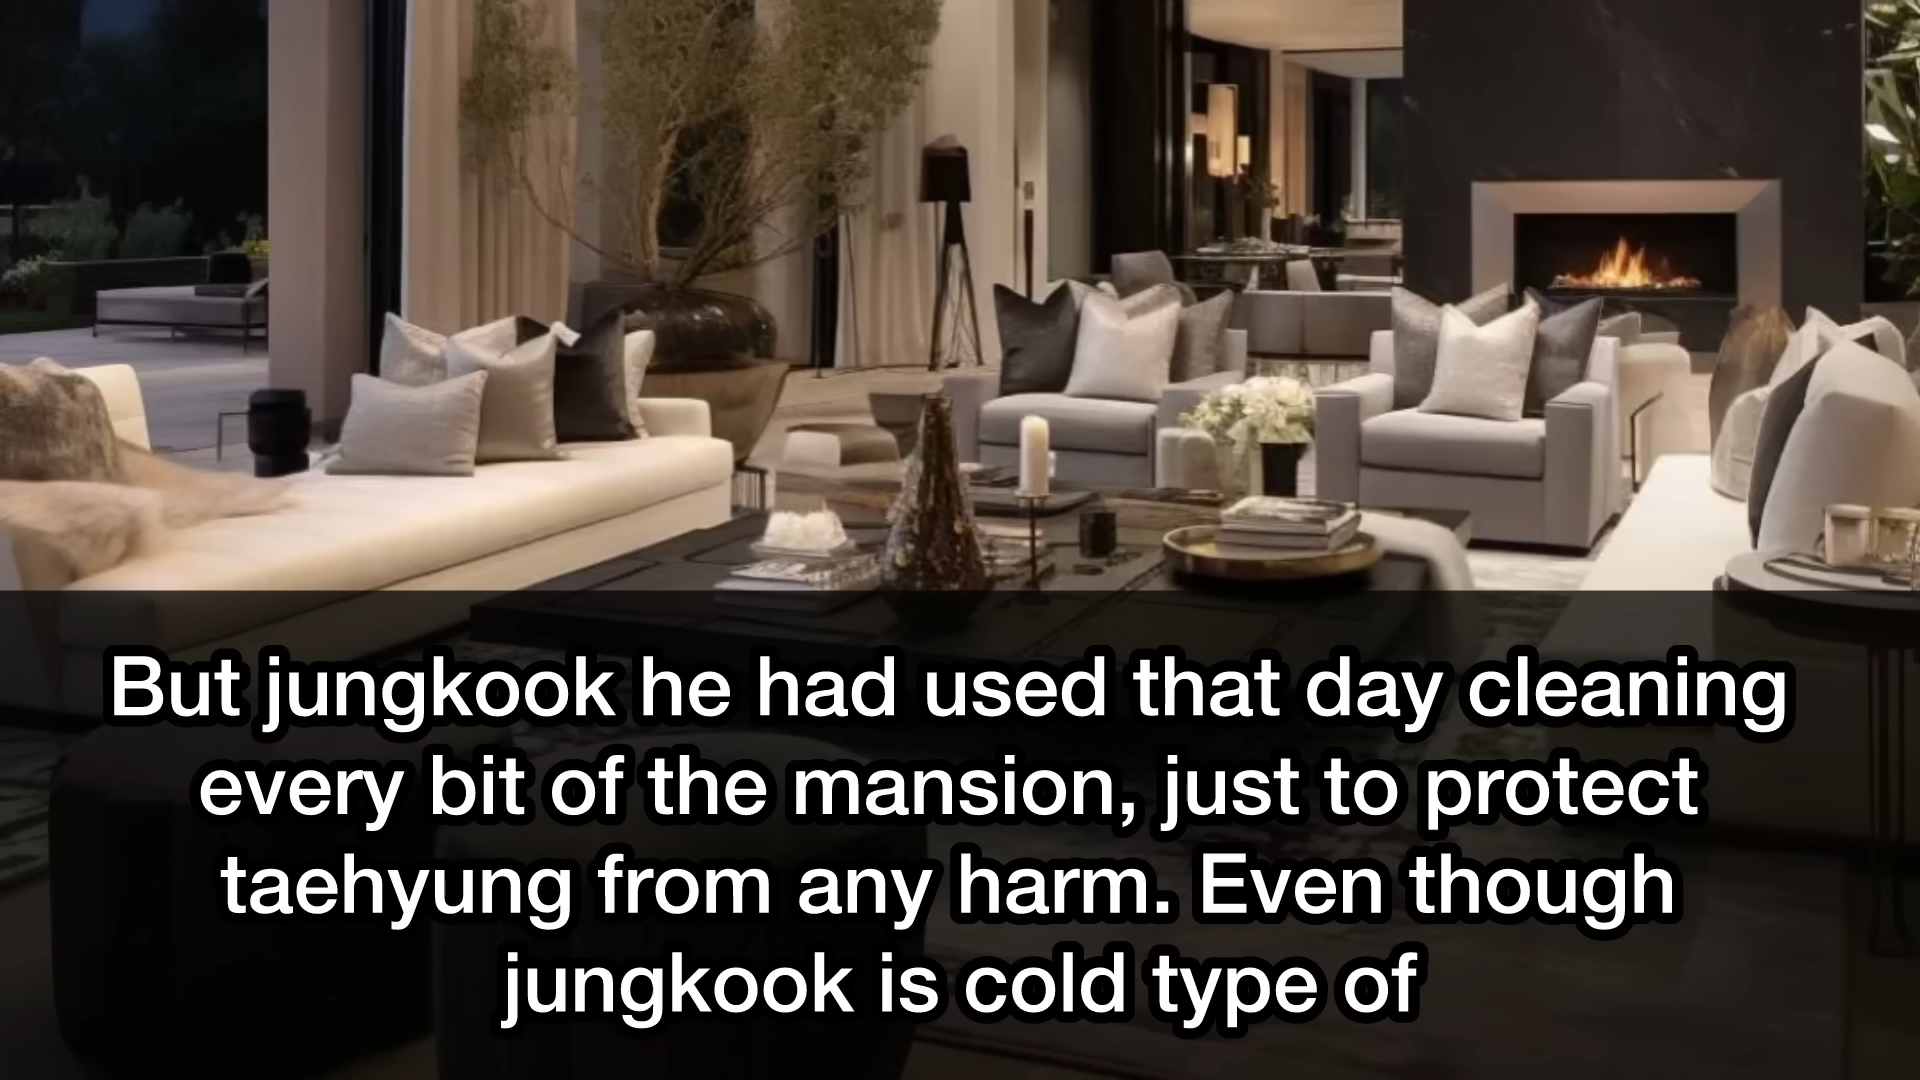 But jungkook he had used that day cleaning
every bit of the mansion, just to protect
taehyung from any harm. Even though
jungkook is cold type of